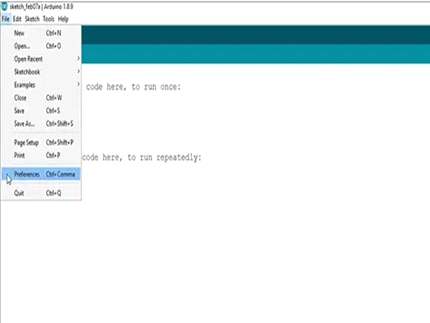 sketch_feb07a | Arduino 1.8.9
File Edit Sketch Tools Help
New Ctrl+N
Open... Ctrl+O
Open Recent
Sketchbook
Examples
Close Ctrl+W
Save Ctrl+S
Save As... Ctrl+Shift+S
Page Setup Ctrl+Shift+P
Print Ctrl+P
Preferences Ctrl+Comma
Quit Ctrl+Q
code here, to run once:
code here, to run repeatedly: